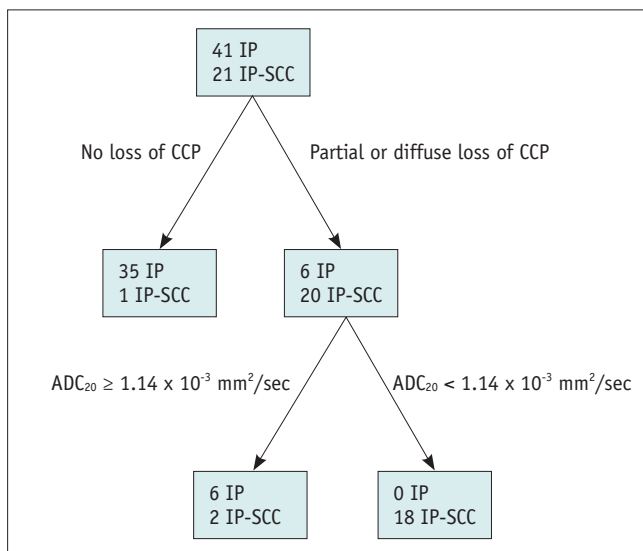 41 IP
21 IP-SCC
No loss of CCP
Partial or diffuse loss of CCP
35 IP
1 IP-SCC
6 IP
20 IP-SCC
ADC₂₀ ≥ 1.14 x 10⁻³ mm²/sec
ADC₂₀ < 1.14 x 10⁻³ mm²/sec
6 IP
2 IP-SCC
0 IP
18 IP-SCC